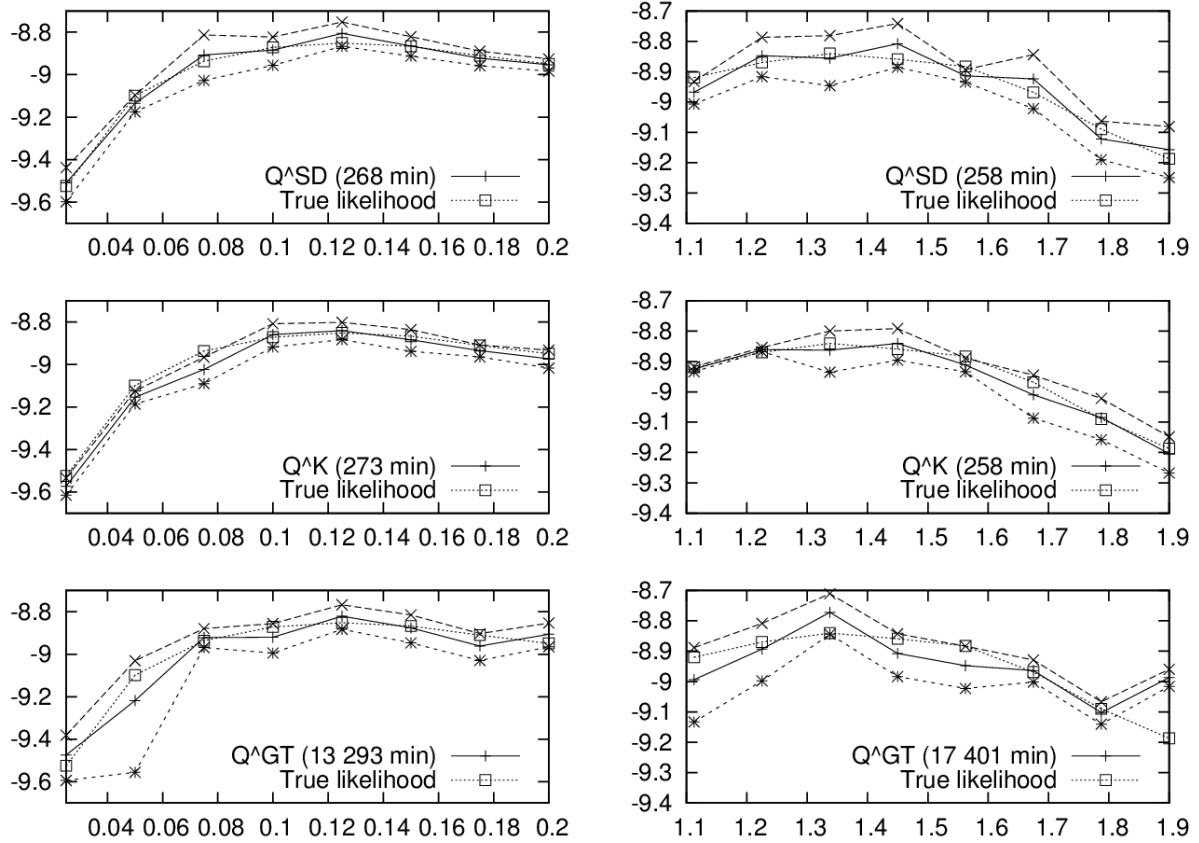 -8.8
-9
-9.2
-9.4
-9.6
Q^SD (268 min)
True likelihood
0.04 0.06 0.08 0.1 0.12 0.14 0.16 0.18 0.2
-8.7
-8.8
-8.9
-9
-9.1
-9.2
-9.3
-9.4
Q^SD (258 min)
True likelihood
1.1 1.2 1.3 1.4 1.5 1.6 1.7 1.8 1.9
-8.8
-9
-9.2
-9.4
-9.6
Q^K (273 min)
True likelihood
0.04 0.06 0.08 0.1 0.12 0.14 0.16 0.18 0.2
-8.7
-8.8
-8.9
-9
-9.1
-9.2
-9.3
-9.4
Q^K (258 min)
True likelihood
1.1 1.2 1.3 1.4 1.5 1.6 1.7 1.8 1.9
-8.8
-9
-9.2
-9.4
-9.6
Q^GT (13 293 min)
True likelihood
0.04 0.06 0.08 0.1 0.12 0.14 0.16 0.18 0.2
-8.7
-8.8
-8.9
-9
-9.1
-9.2
-9.3
-9.4
Q^GT (17 401 min)
True likelihood
1.1 1.2 1.3 1.4 1.5 1.6 1.7 1.8 1.9